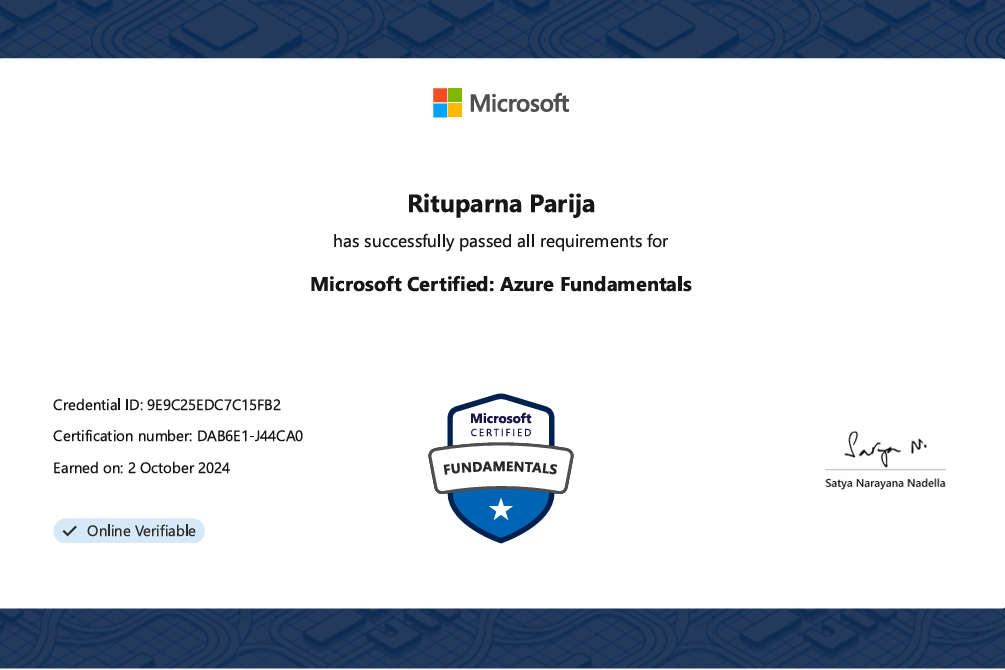 Microsoft
Rituparna Parija
has successfully passed all requirements for
Microsoft Certified: Azure Fundamentals
Credential ID: 9E9C25EDC7C15FB2
Certification number: DAB6E1-J44CA0
Earned on: 2 October 2024
Online Verifiable
Microsoft
CERTIFIED
FUNDAMENTALS
Satya N.
Satya Narayana Nadella